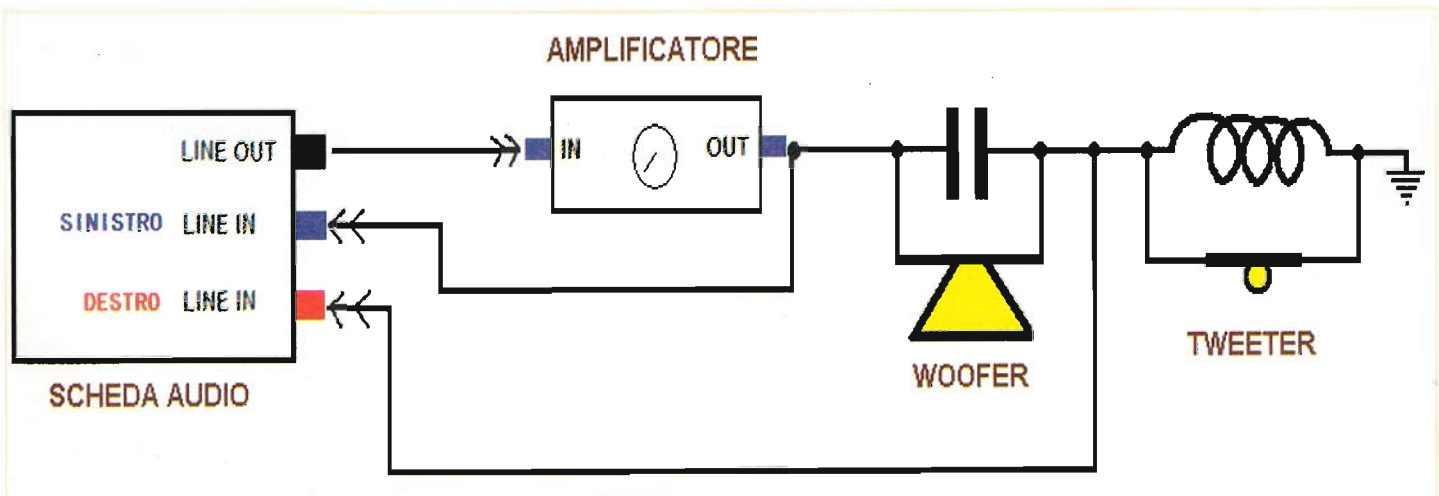 AMPLIFICATORE
LINE OUT
IN
OUT
SINISTRO LINE IN
DESTRO LINE IN
SCHEDA AUDIO
WOOFER
TWEETER